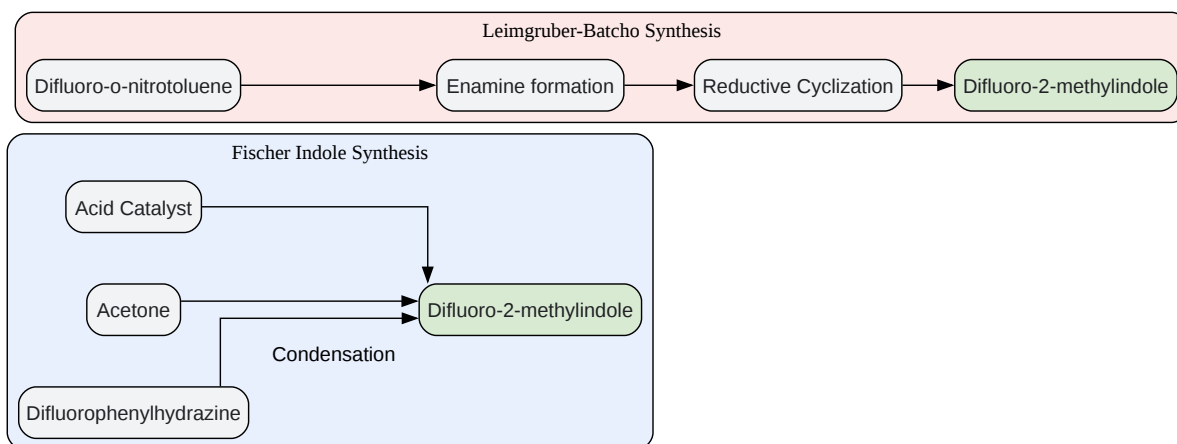 Leimgruber-Batcho Synthesis
Difluoro-o-nitrotoluene
Enamine formation
Reductive Cyclization
Difluoro-2-methylindole
Fischer Indole Synthesis
Acid Catalyst
Acetone
Difluoro-2-methylindole
Condensation
Difluorophenylhydrazine